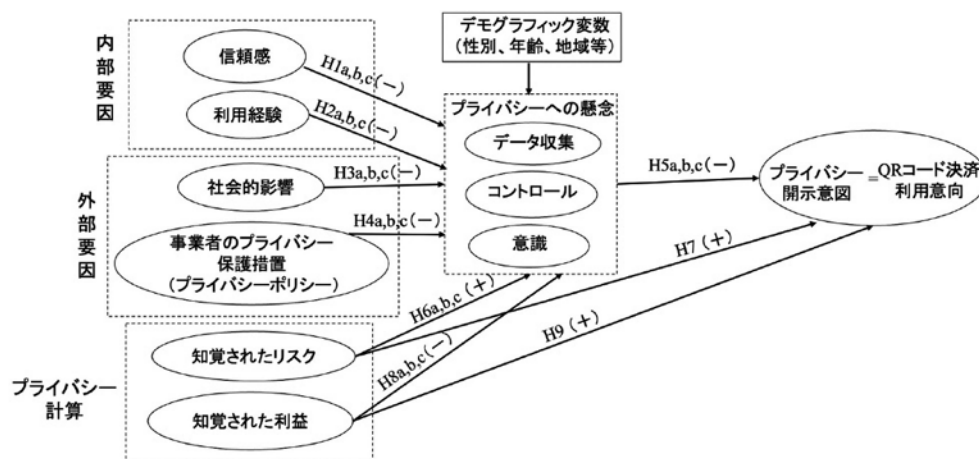 デモグラフィック変数
(性別、年齢、地域等)
内部要因
信頼感
利用経験
H1a,b,c(－)
H2a,b,c(－)
プライバシーへの懸念
データ収集
コントロール
意識
外部要因
社会的影響
事業者のプライバシー
保護措置
(プライバシーポリシー)
H3a,b,c(－)
H4a,b,c(－)
H5a,b,c(－)
プライバシー
開示意図
=QRコード決済
利用意向
プライバシー
計算
知覚されたリスク
知覚された利益
H6a,b,c(＋)
H7(＋)
H8a,b,c(－)
H9(＋)